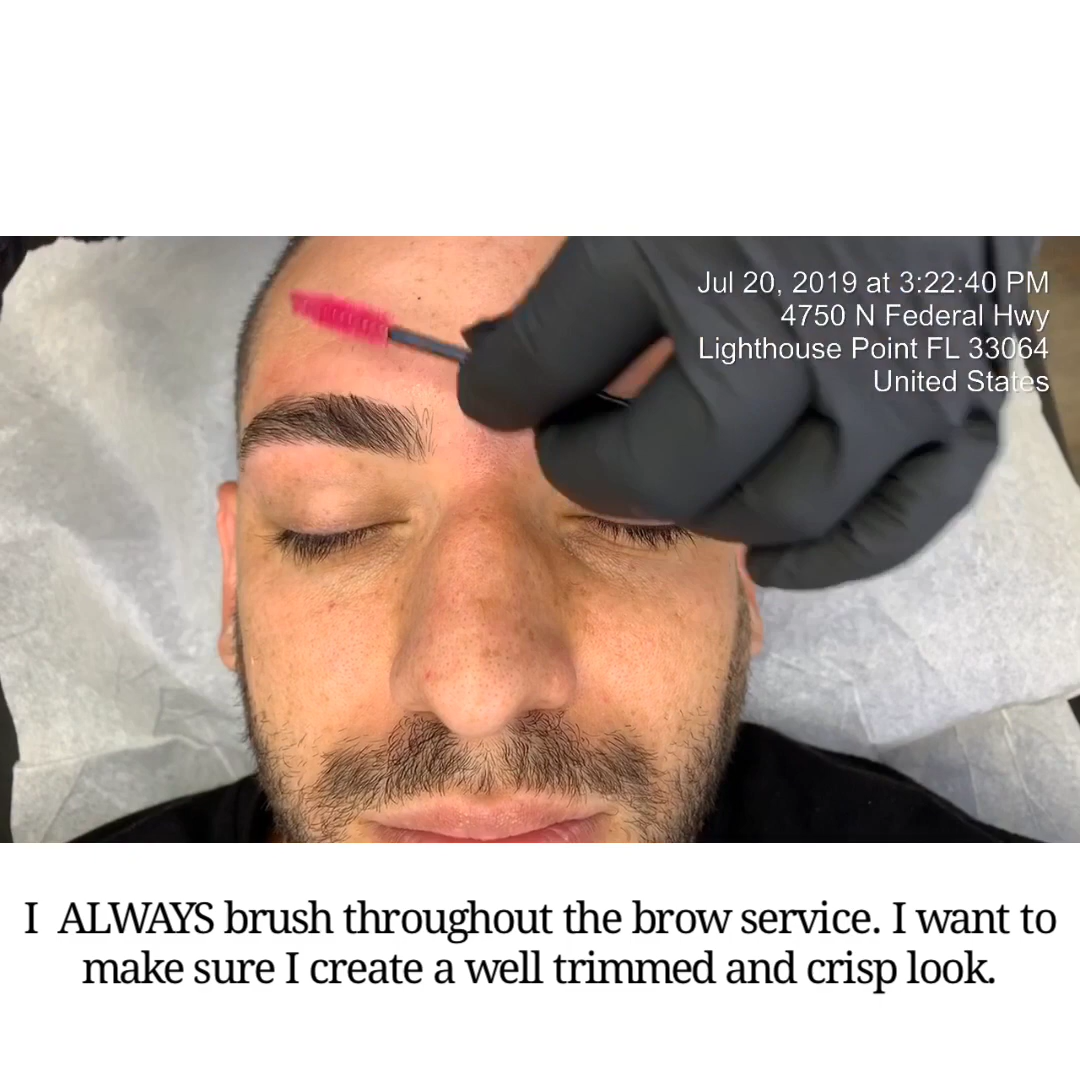 Jul 20, 2019 at 3:22:40 PM
4750 N Federal Hwy
Lighthouse Point FL 33064
United States
I  ALWAYS brush throughout the brow service. I want to
make sure I create a well trimmed and crisp look.